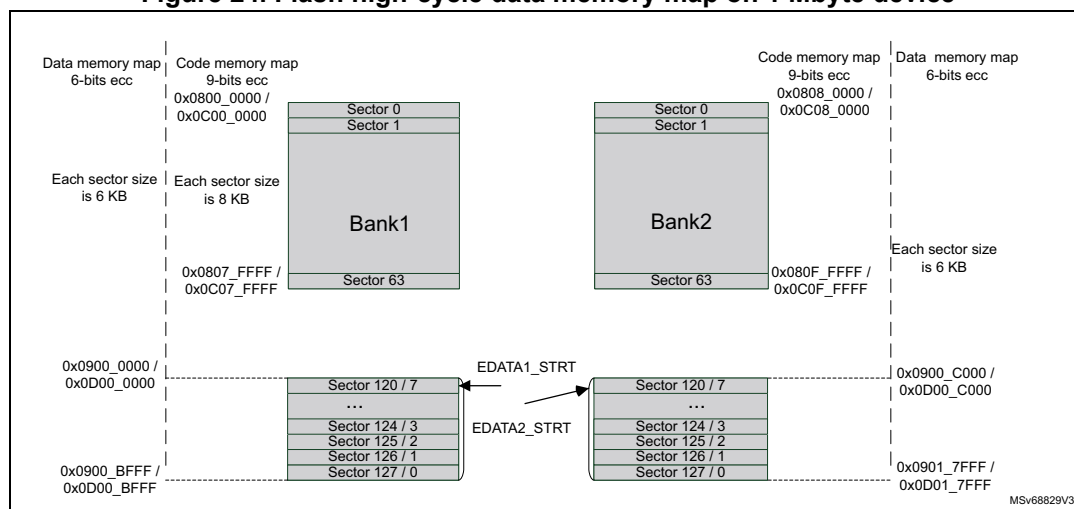 Figure 24. Flash high-cycle data memory map on 1 Mbyte device
Data memory map
6-bits ecc
Code memory map
9-bits ecc
0x0800_0000 /
0x0C00_0000
Code memory map
9-bits ecc
0x0808_0000 /
0x0C08_0000
Data memory map
6-bits ecc
Sector 0
Sector 1
Sector 0
Sector 1
Each sector size
is 6 KB
Each sector size
is 8 KB
Bank1
Bank2
Each sector size
is 6 KB
0x0807_FFFF /
0x0C07_FFFF
Sector 63
Sector 63
0x080F_FFFF /
0x0C0F_FFFF
0x0900_0000 /
0x0D00_0000
EDATA1_STRT
0x0900_C000 /
0x0D00_C000
Sector 120 / 7
...
Sector 124 / 3
Sector 125 / 2
Sector 126 / 1
Sector 127 / 0
EDATA2_STRT
Sector 120 / 7
...
Sector 124 / 3
Sector 125 / 2
Sector 126 / 1
Sector 127 / 0
0x0900_BFFF /
0x0D00_BFFF
0x0901_7FFF /
0x0D01_7FFF
MSv68829V3